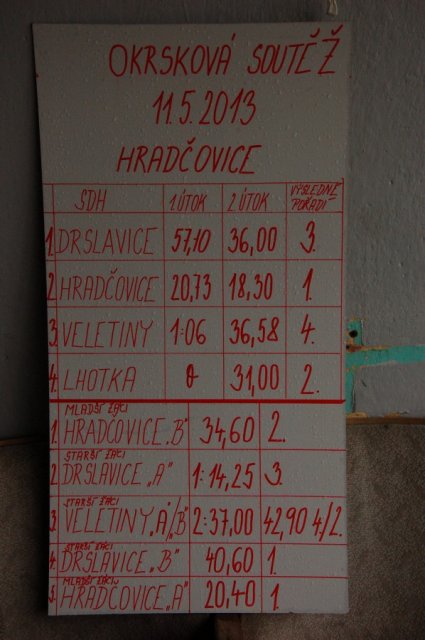 OKRSKOVÁ SOUTĚŽ
11.5.2013
HRADČOVICE
SDH 1 ÚTOK 2 ÚTOK VÝSLEDNÉ POŘADÍ
1. DRSLAVICE 57,10 36,00 3.
2. HRADČOVICE 20,73 18,30 1.
3. VELETINY 1:06 36,58 4.
4. LHOTKA 0 31,00 2.
MLADŠÍ ŽÁCI
1. HRADČOVICE „B" 34,60 2.
STARŠÍ ŽÁCI
2. DRSLAVICE „A" 1:14,25 3.
STARŠÍ ŽÁCI
3. VELETINY „A"/„B" 2:37,00 42,90 4/2.
STARŠÍ ŽÁCI
4. DRSLAVICE „B" 40,60 1.
MLADŠÍ ŽÁCI
5. HRADČOVICE „A" 20,40 1.